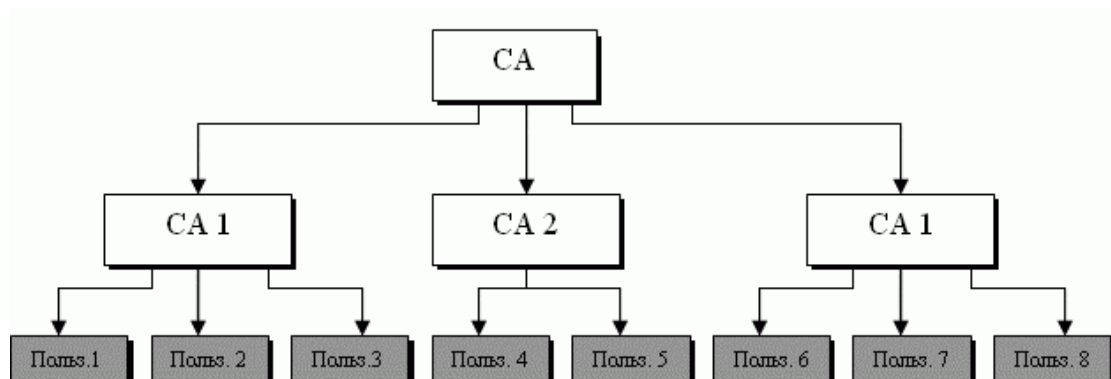 CA
CA 1
CA 2
CA 1
Польз.1
Польз. 2
Польз.3
Польз. 4
Польз. 5
Польз. 6
Польз. 7
Польз. 8